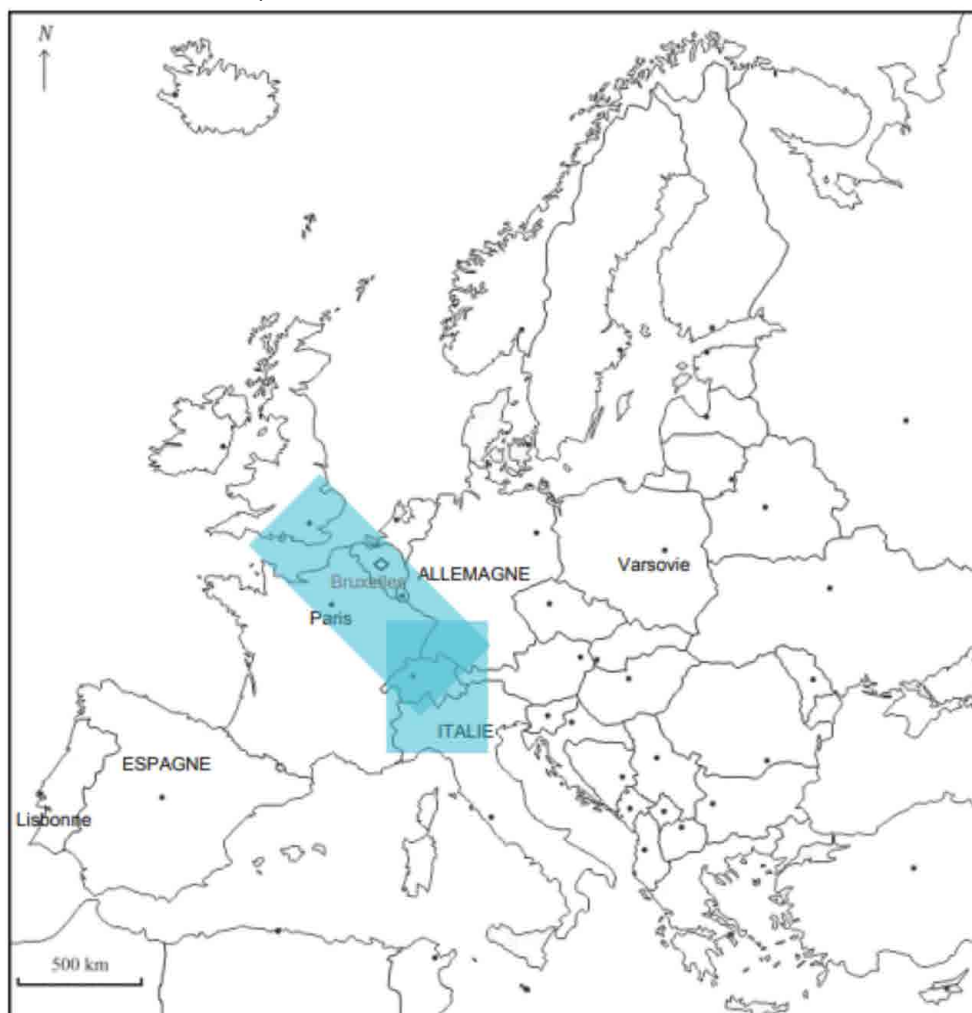 N
Varsovie
ALLEMAGNE
Bruxelles
Paris
ITALIE
ESPAGNE
Lisbonne
500 km